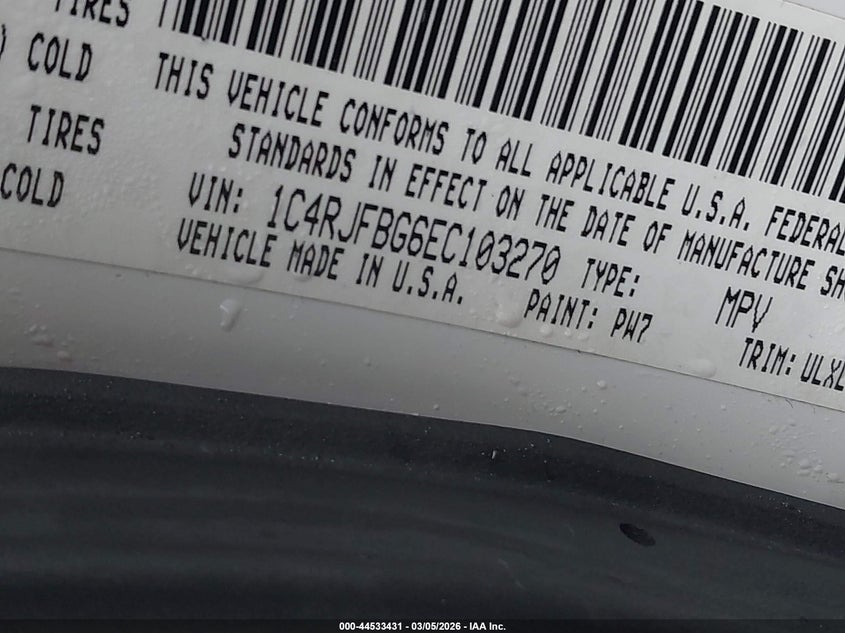 TIRES
) COLD
TIRES
COLD
THIS VEHICLE CONFORMS TO ALL APPLICABLE U.S.A. FEDERAL
STANDARDS IN EFFECT ON THE DATE OF MANUFACTURE SH
VIN: 1C4RJFBG6EC103270 TYPE: MPV
VEHICLE MADE IN U.S.A. PAINT: PW7 TRIM: ULXL
000-44533431 - 03/05/2026 - IAA Inc.